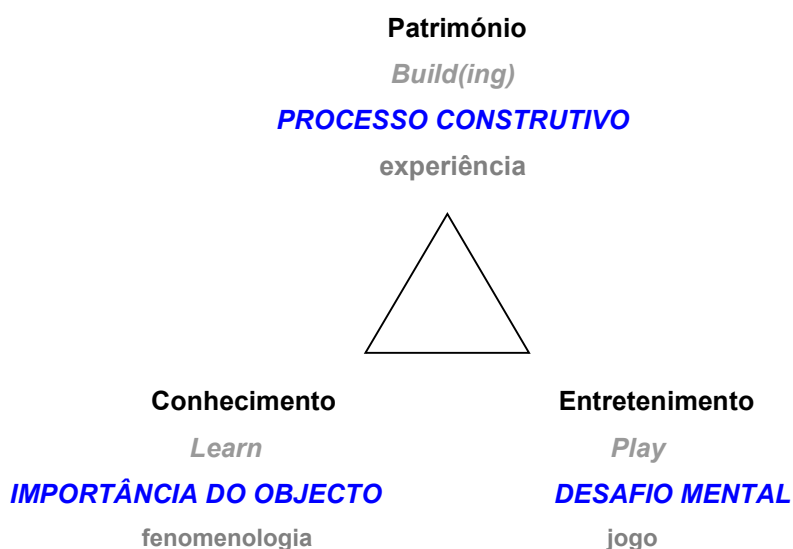 Património
Build(ing)
PROCESSO CONSTRUTIVO
experiência
Conhecimento
Learn
IMPORTÂNCIA DO OBJECTO
fenomenologia
Entretenimento
Play
DESAFIO MENTAL
jogo